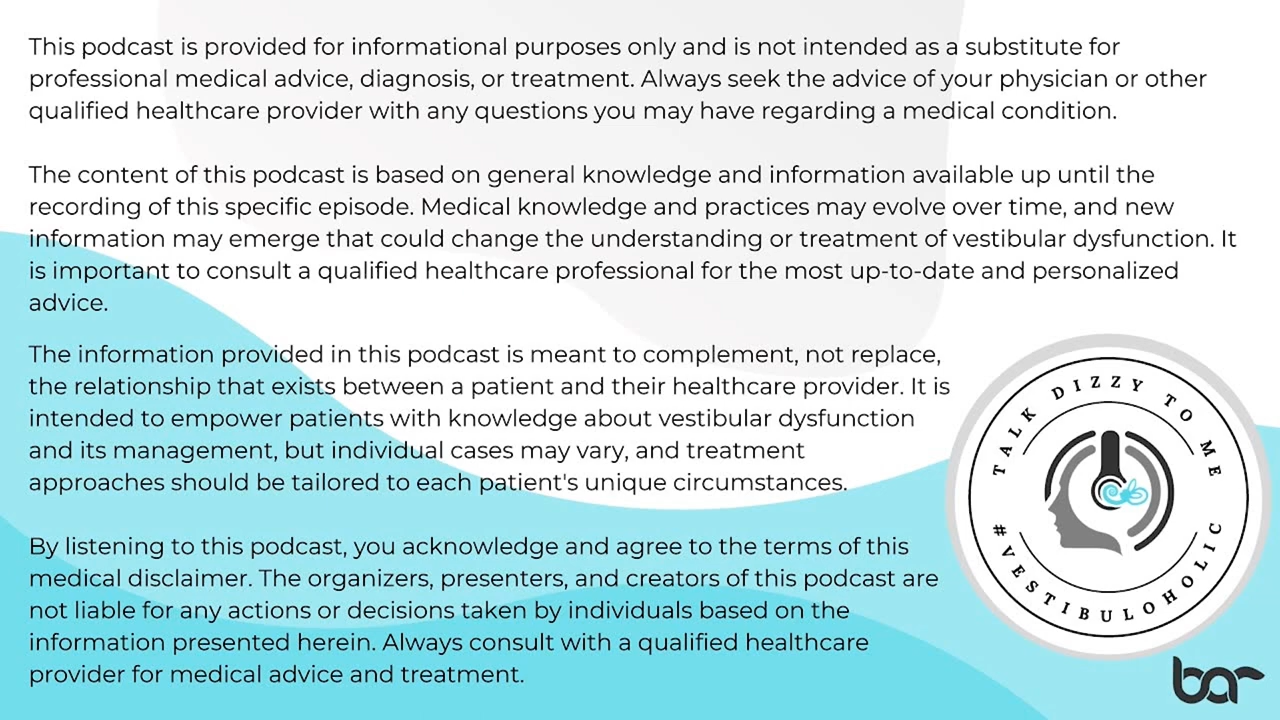 This podcast is provided for informational purposes only and is not intended as a substitute for
professional medical advice, diagnosis, or treatment. Always seek the advice of your physician or other
qualified healthcare provider with any questions you may have regarding a medical condition.
The content of this podcast is based on general knowledge and information available up until the
recording of this specific episode. Medical knowledge and practices may evolve over time, and new
information may emerge that could change the understanding or treatment of vestibular dysfunction. It
is important to consult a qualified healthcare professional for the most up-to-date and personalized
advice.
The information provided in this podcast is meant to complement, not replace,
the relationship that exists between a patient and their healthcare provider. It is
intended to empower patients with knowledge about vestibular dysfunction
and its management, but individual cases may vary, and treatment
approaches should be tailored to each patient's unique circumstances.
By listening to this podcast, you acknowledge and agree to the terms of this
medical disclaimer. The organizers, presenters, and creators of this podcast are
not liable for any actions or decisions taken by individuals based on the
information presented herein. Always consult with a qualified healthcare
provider for medical advice and treatment.
TALK DIZZY TO ME
#VESTIBULOHOLIC
bar